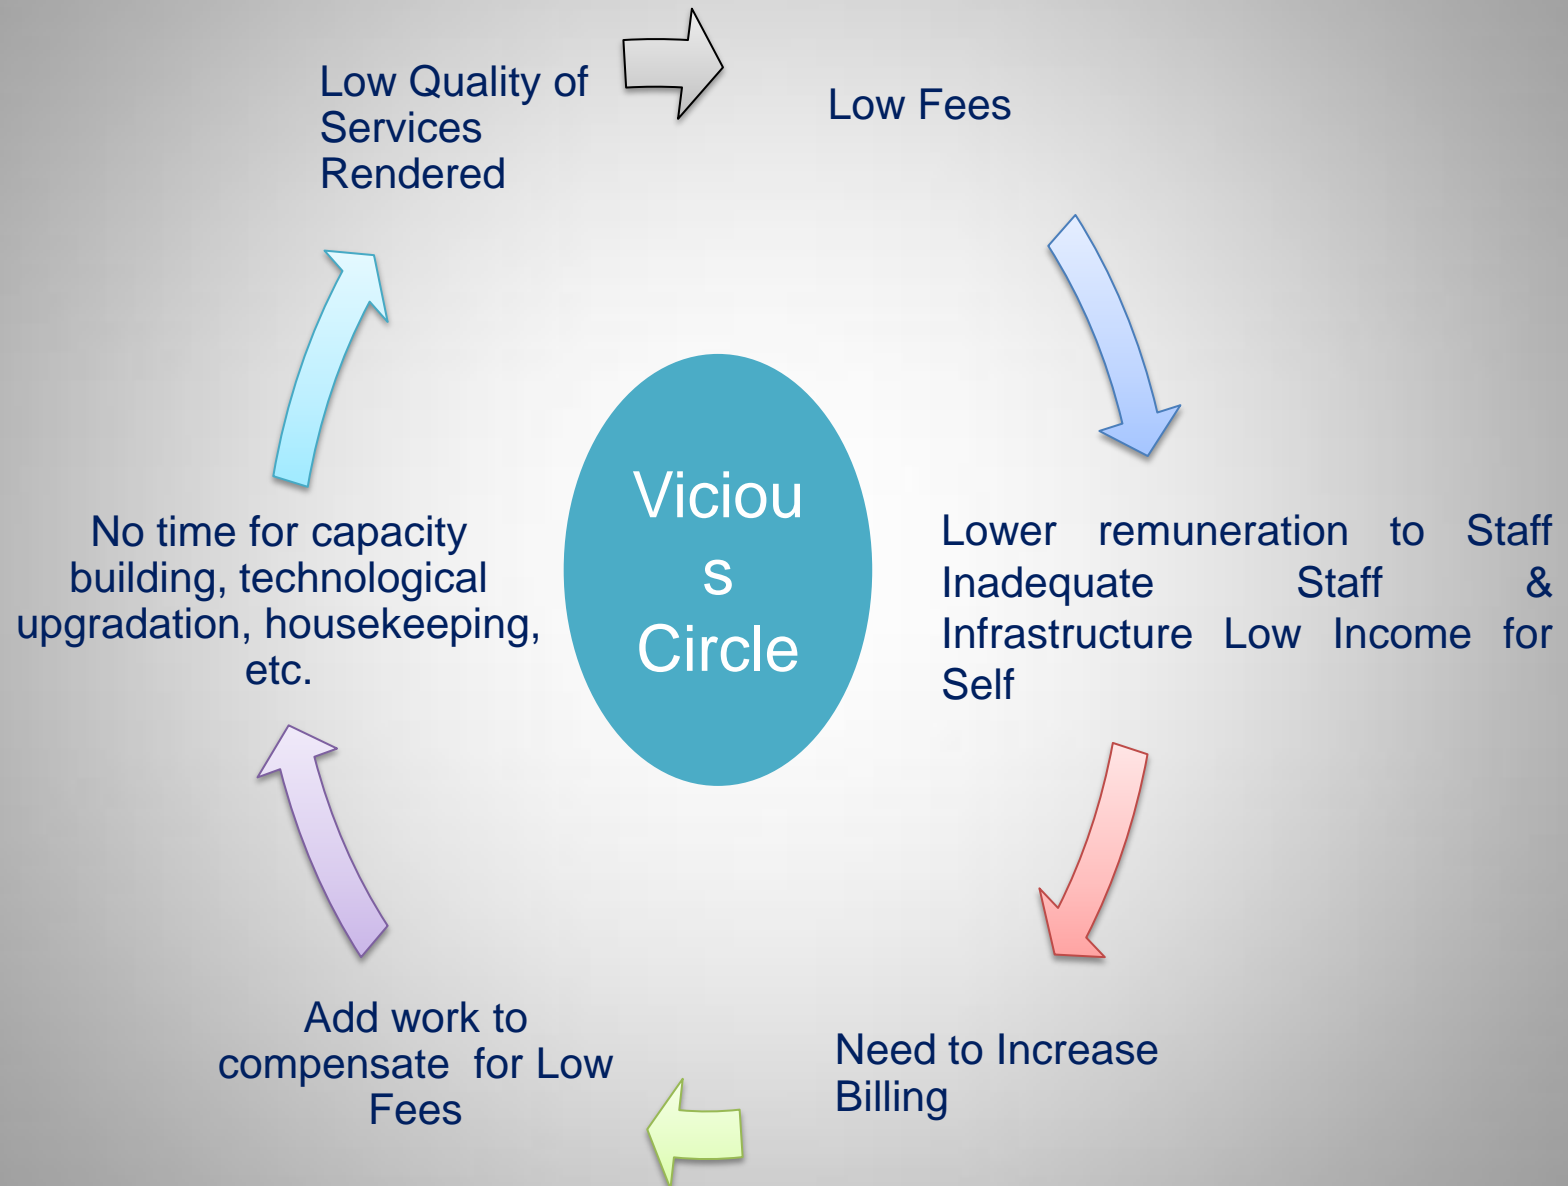 Low Quality of
Services
Rendered
Low Fees
Lower remuneration to Staff
Inadequate Staff &
Infrastructure Low Income for
Self
Need to Increase
Billing
Add work to
compensate for Low
Fees
No time for capacity
building, technological
upgradation, housekeeping,
etc.
Viciou
s
Circle